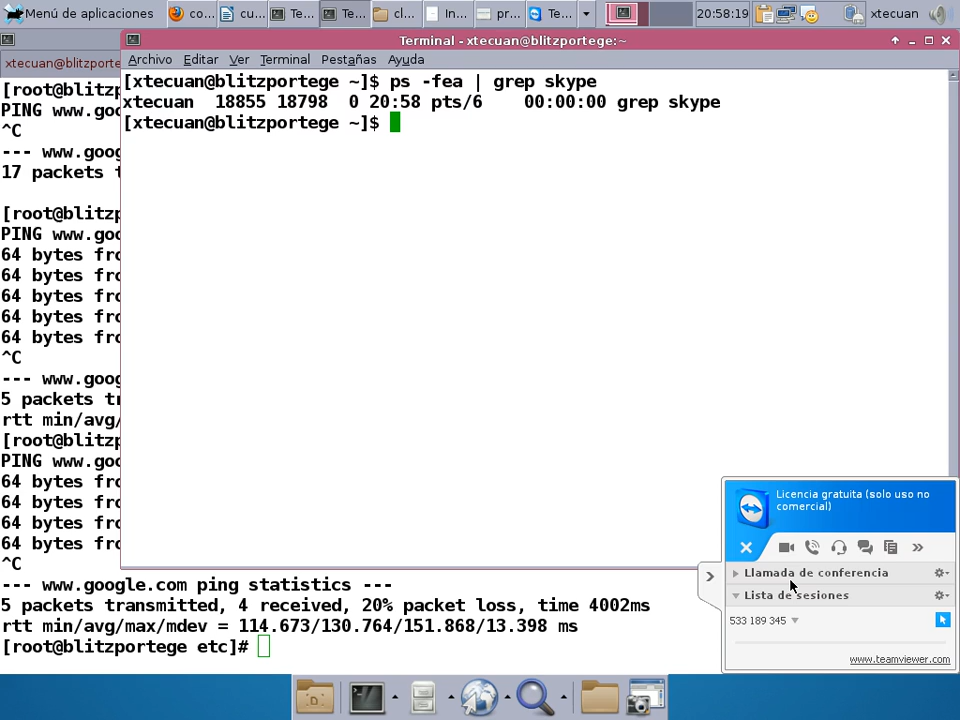 Menú de aplicaciones
co...
cu...
Te...
Te...
cl...
In...
pr...
Te...
20:58:19
xtecuan
Terminal - xtecuan@blitzportege:~
xtecuan@blitzporte
Archivo Editar Ver Terminal Pestañas Ayuda
[xtecuan@blitzportege ~]$ ps -fea | grep skype
xtecuan  18855 18798  0 20:58 pts/6    00:00:00 grep skype
[xtecuan@blitzportege ~]$
[root@blitzp
PING www.goo
^C
--- www.goog
17 packets t
[root@blitzp
PING www.goo
64 bytes fro
64 bytes fro
64 bytes fro
64 bytes fro
64 bytes fro
^C
--- www.goog
5 packets tr
rtt min/avg/
[root@blitzp
PING www.goo
64 bytes fro
64 bytes fro
64 bytes fro
64 bytes fro
^C
--- www.google.com ping statistics ---
5 packets transmitted, 4 received, 20% packet loss, time 4002ms
rtt min/avg/max/mdev = 114.673/130.764/151.868/13.398 ms
[root@blitzportege etc]#
Licencia gratuita (solo uso no
comercial)
Llamada de conferencia
Lista de sesiones
533 189 345
www.teamviewer.com